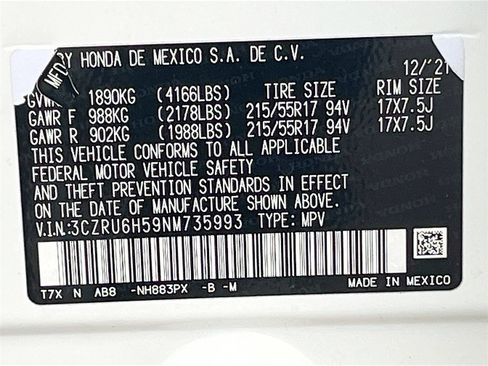 MFD BY HONDA DE MEXICO S.A. DE C.V.
12/'21
GVWR 1890KG (4166LBS) TIRE SIZE RIM SIZE
GAWR F 988KG (2178LBS) 215/55R17 94V 17X7.5J
GAWR R 902KG (1988LBS) 215/55R17 94V 17X7.5J
THIS VEHICLE CONFORMS TO ALL APPLICABLE
FEDERAL MOTOR VEHICLE SAFETY
AND THEFT PREVENTION STANDARDS IN EFFECT
ON THE DATE OF MANUFACTURE SHOWN ABOVE.
V.I.N:3CZRU6H59NM735993 TYPE: MPV
T7X N AB8 -NH883PX -B -M MADE IN MEXICO